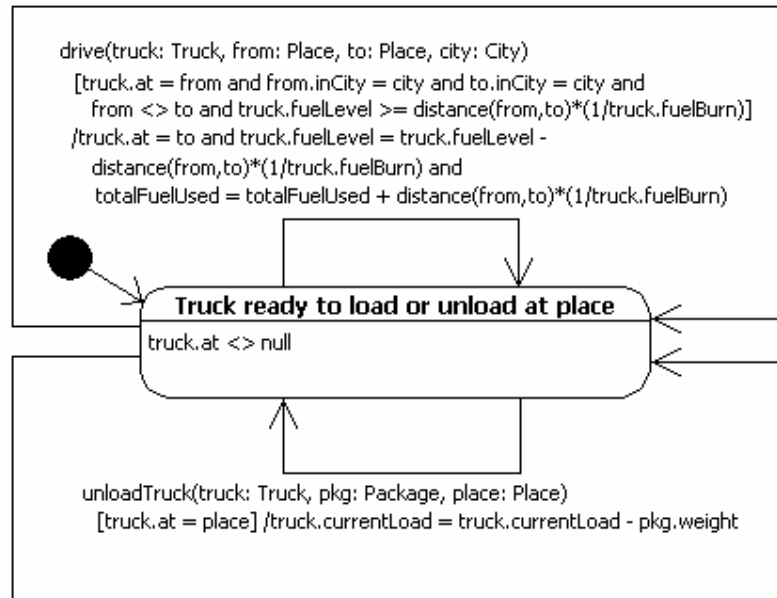 drive(truck: Truck, from: Place, to: Place, city: City)
[truck.at = from and from.inCity = city and to.inCity = city and
from <> to and truck.fuelLevel >= distance(from,to)*(1/truck.fuelBurn)]
/truck.at = to and truck.fuelLevel = truck.fuelLevel -
distance(from,to)*(1/truck.fuelBurn) and
totalFuelUsed = totalFuelUsed + distance(from,to)*(1/truck.fuelBurn)
Truck ready to load or unload at place
truck.at <> null
unloadTruck(truck: Truck, pkg: Package, place: Place)
[truck.at = place] /truck.currentLoad = truck.currentLoad - pkg.weight